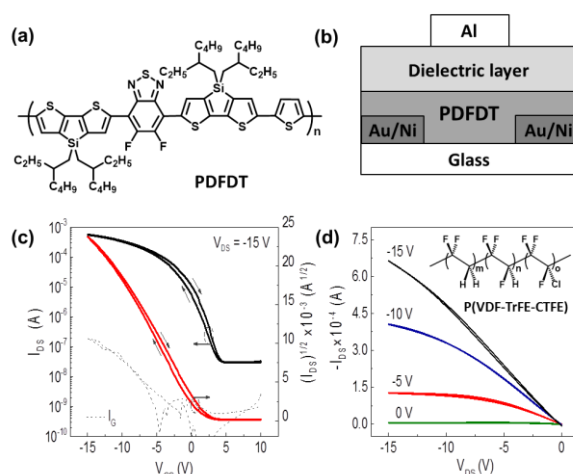 (a)
C4H9
C4H9
C2H5
C2H5
N
S
N
Si
S
S
S
S
S
Si
F
F
n
C2H5
C2H5
C4H9
C4H9
PDFDT
(b)
Al
Dielectric layer
PDFDT
Au/Ni
Au/Ni
Glass
(c)
VDS = -15 V
IDS (A)
10-3
10-4
10-5
10-6
10-7
10-8
10-9
10-10
25
20
15
10
5
0
(IDS)1/2 ×10-3 (A1/2)
IG
-15 -10 -5 0 5 10
(V)
(d)
-IDS ×10-4 (A)
7.5
6.0
4.5
3.0
1.5
0.0
-15 V
-10 V
-5 V
0 V
F F F F F F
m n o
H H F H F Cl
P(VDF-TrFE-CTFE)
-15 -10 -5 0
VDS (V)